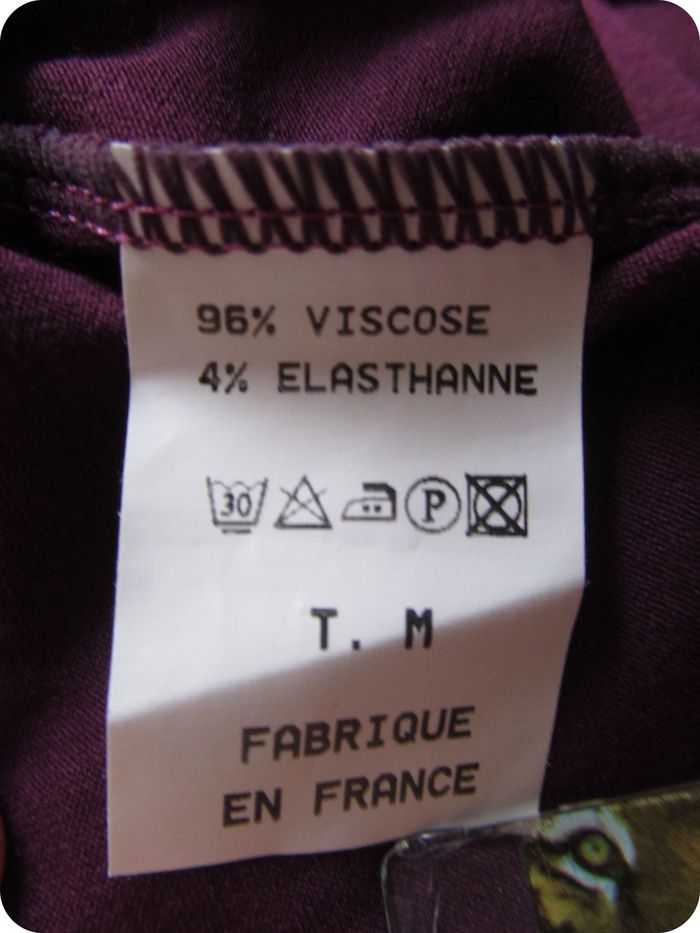 96% VISCOSE
4% ELASTHANNE
30 P
T. M
FABRIQUE
EN FRANCE